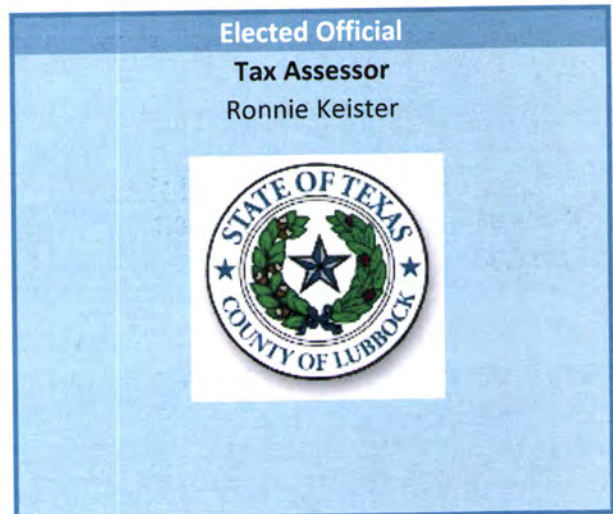 Elected Official
Tax Assessor
Ronnie Keister
STATE OF TEXAS
COUNTY OF LUBBOCK